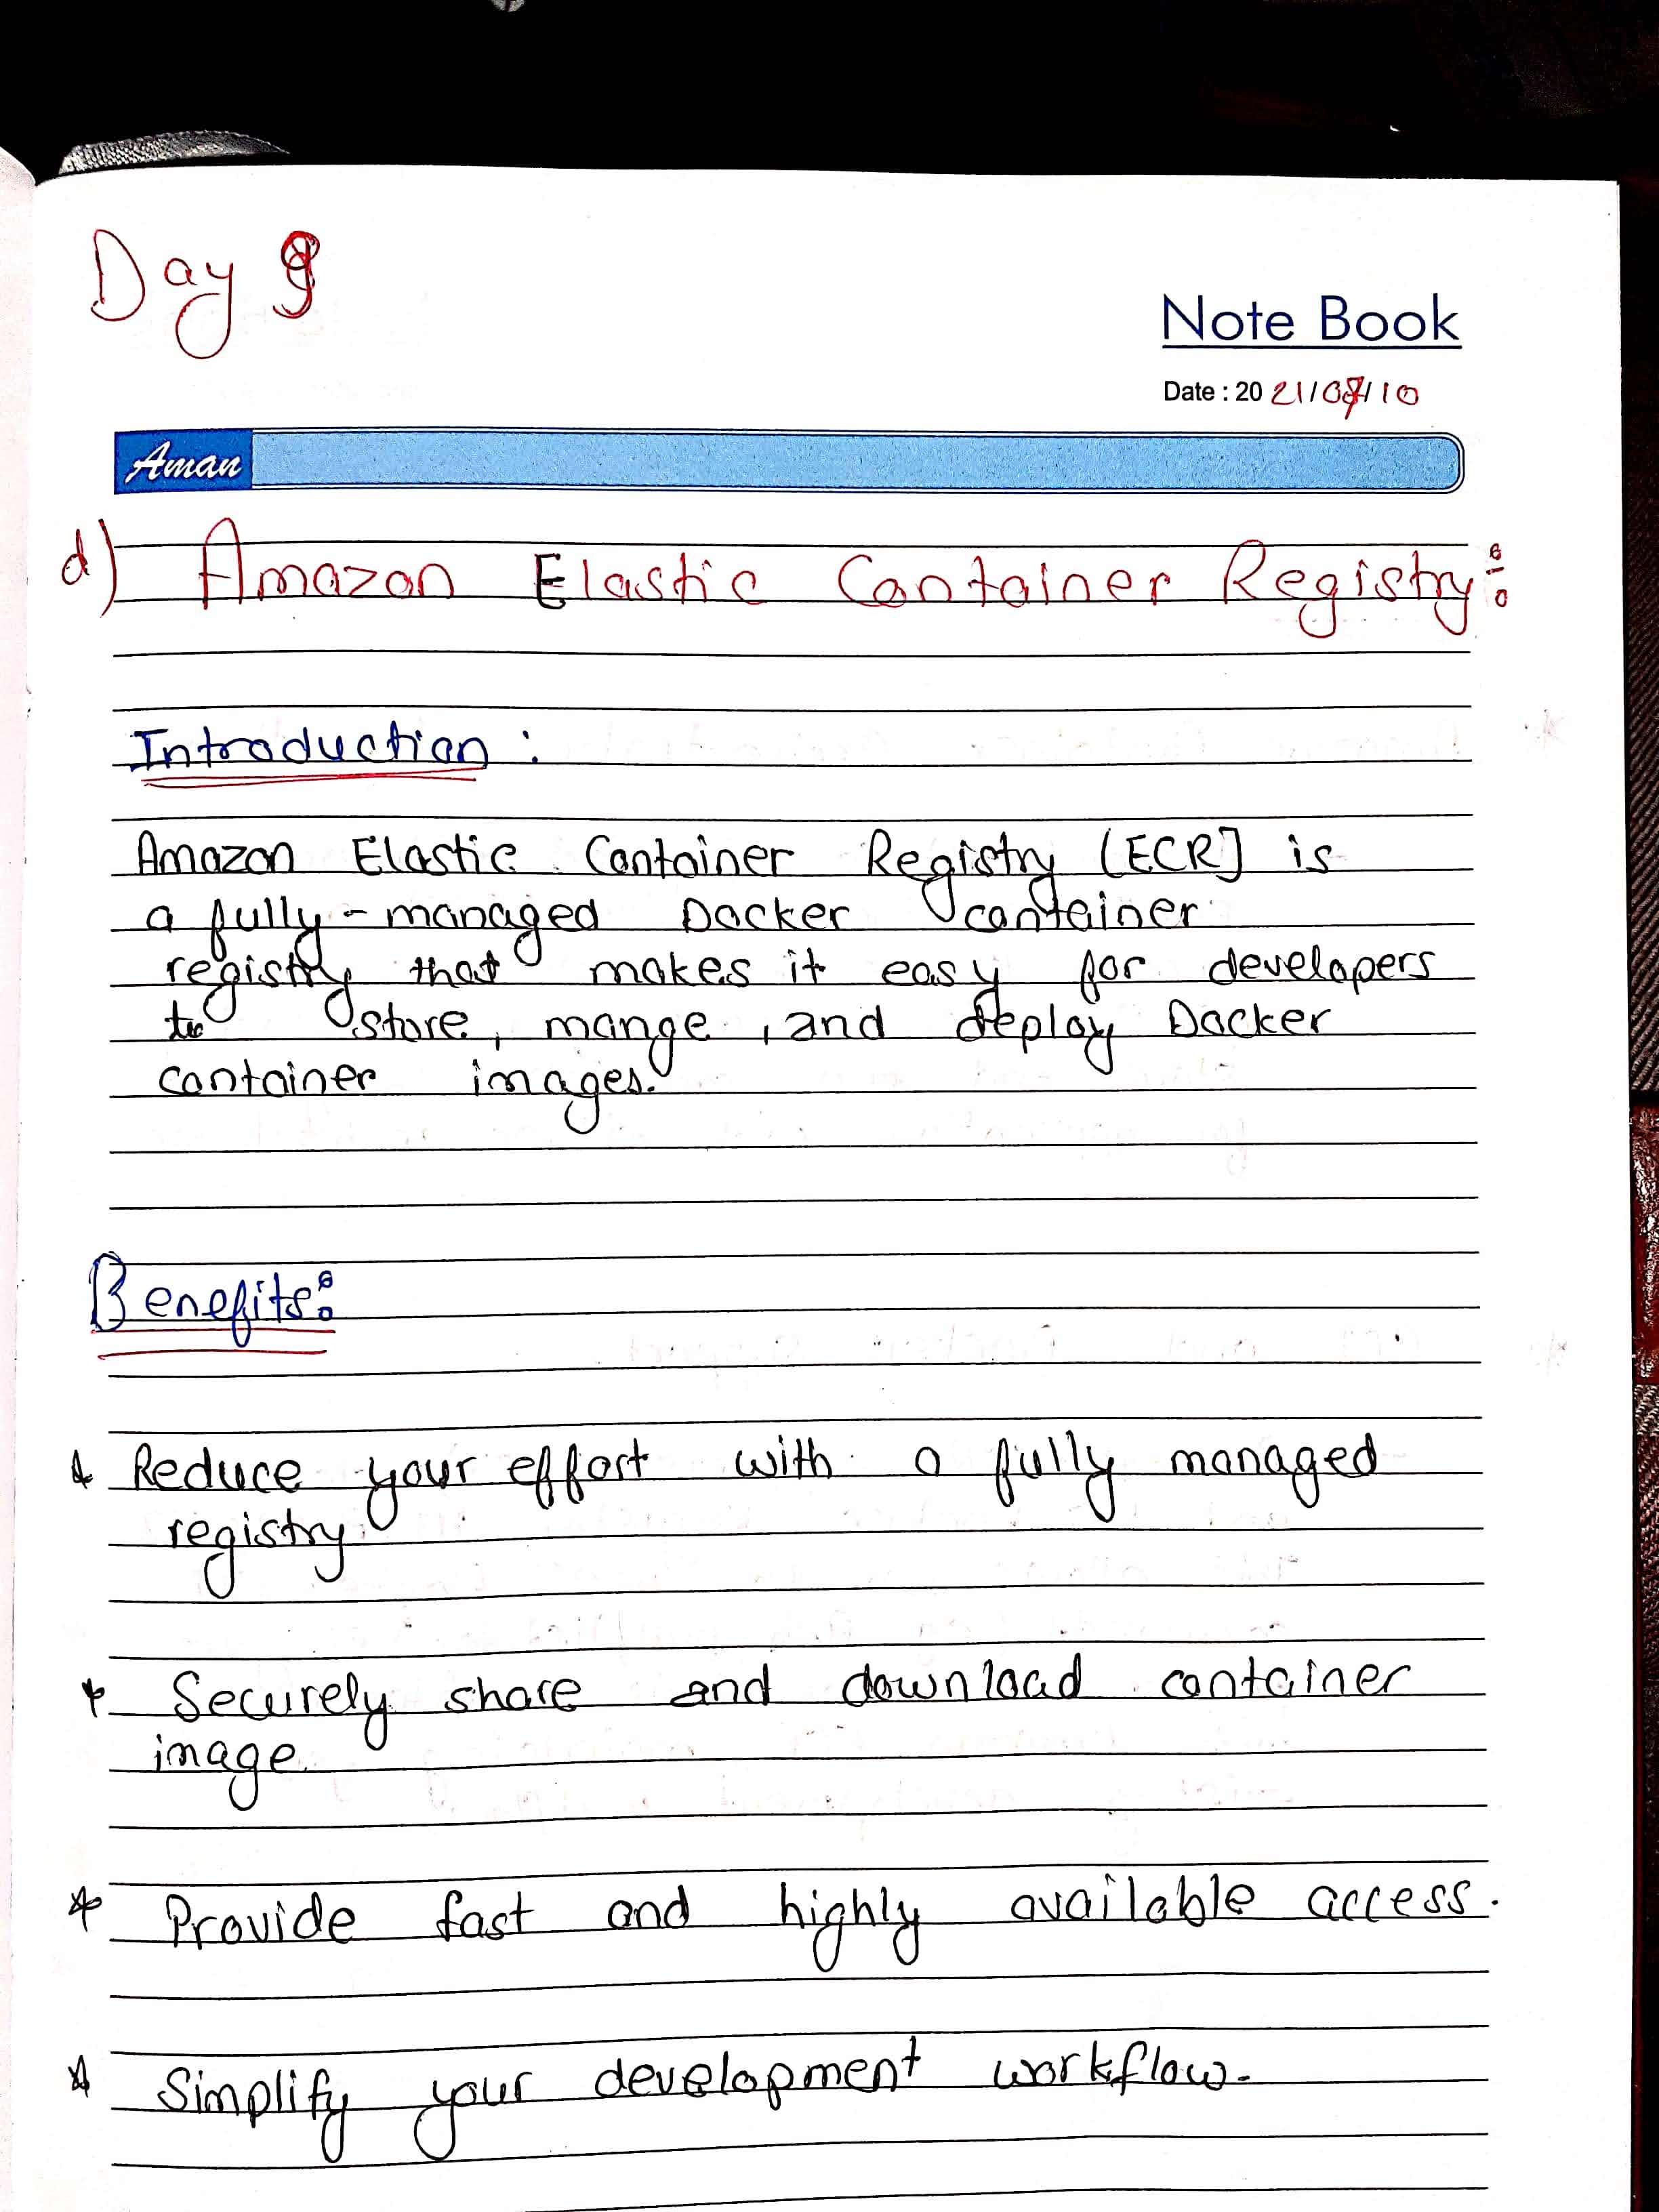 Day 9
Note Book
Date : 20 21/07/10
Aman
d) Amazon Elastic Container Registry:
Introduction :
Amazon Elastic Container Registry (ECR] is
a fully-managed Docker container
registry that makes it easy for developers
to store, mange , and deploy Docker
container images.
Benefits:
* Reduce your effort with a fully managed
registry
* Securely share and download container
image
* Provide fast and highly available access.
* Simplify your development workflow.